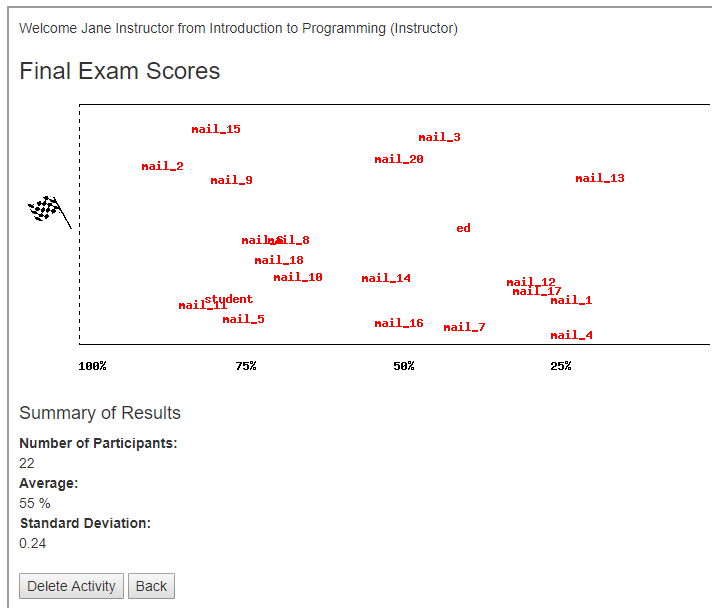 Welcome Jane Instructor from Introduction to Programming (Instructor)
Final Exam Scores
mail_15
mail_3
mail_20
mail_2
mail_9
mail_13
ed
mail_6
mail_8
mail_18
mail_10
mail_14
mail_12
mail_17
student
mail_1
mail_11
mail_5
mail_16
mail_7
mail_4
100% 75% 50% 25%
Summary of Results
Number of Participants:
22
Average:
55 %
Standard Deviation:
0.24
Delete Activity Back